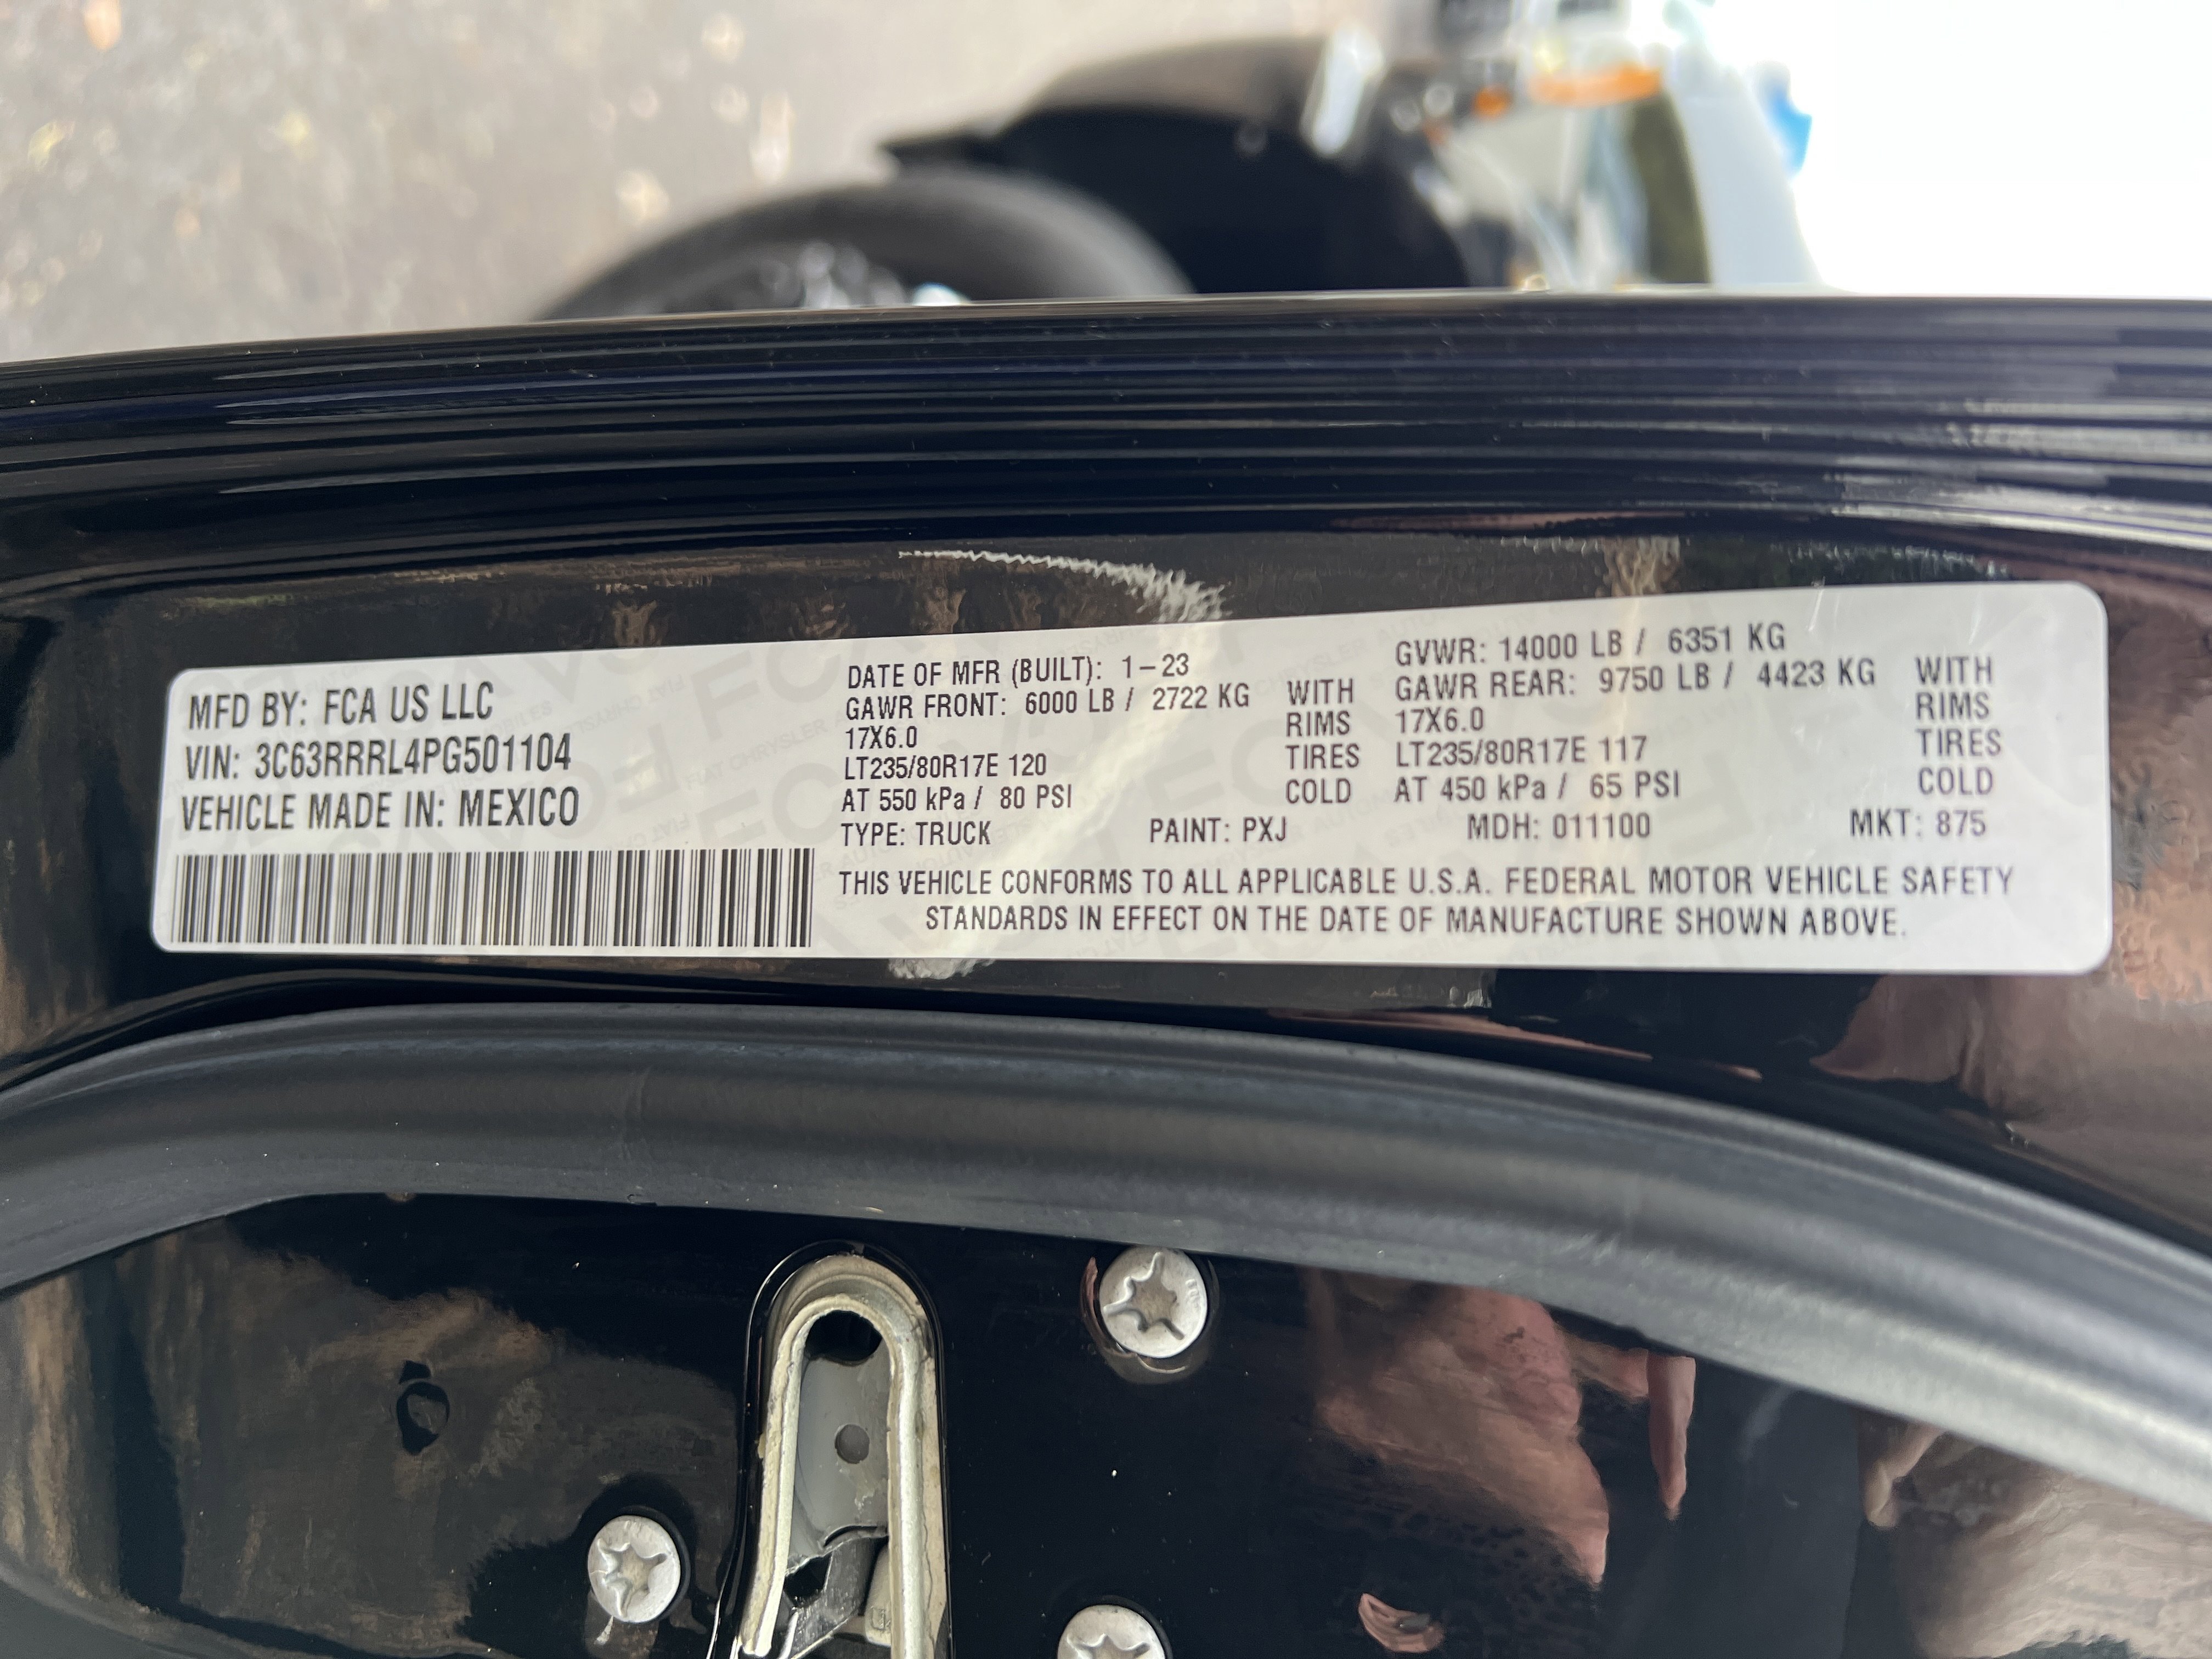 MFD BY: FCA US LLC
VIN: 3C63RRRL4PG501104
VEHICLE MADE IN: MEXICO
DATE OF MFR (BUILT): 1-23
GAWR FRONT: 6000 LB / 2722 KG WITH
17X6.0 RIMS
LT235/80R17E 120 TIRES
AT 550 kPa / 80 PSI COLD
GVWR: 14000 LB / 6351 KG
GAWR REAR: 9750 LB / 4423 KG WITH
17X6.0 RIMS
LT235/80R17E 117 TIRES
AT 450 kPa / 65 PSI COLD
TYPE: TRUCK PAINT: PXJ MDH: 011100 MKT: 875
THIS VEHICLE CONFORMS TO ALL APPLICABLE U.S.A. FEDERAL MOTOR VEHICLE SAFETY
STANDARDS IN EFFECT ON THE DATE OF MANUFACTURE SHOWN ABOVE.